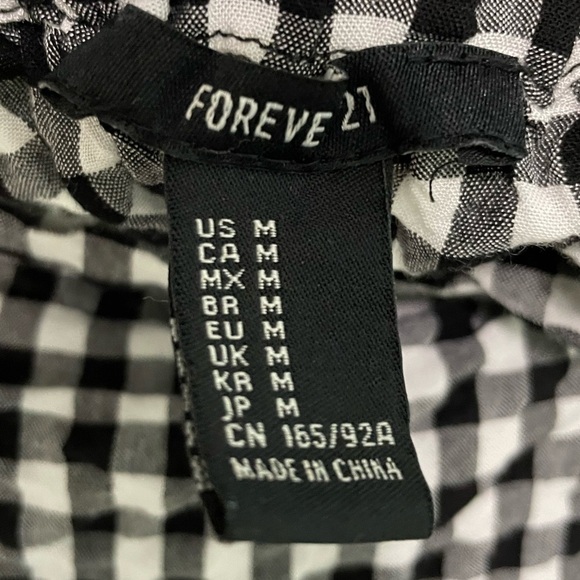 FOREVE 21
US M
CA M
MX M
BR M
EU M
UK M
KR M
JP M
CN 165/92A
MADE IN CHINA